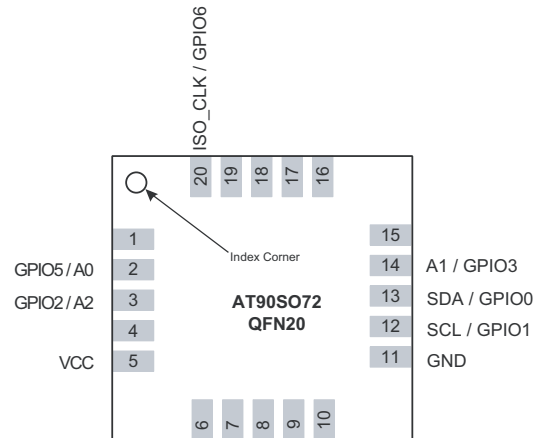 ISO_CLK / GPIO6
20 19 18 17 16
Index Corner
1
GPIO5/A0 2
GPIO2/A2 3
4
VCC 5
AT90SO72
QFN20
15
14 A1 / GPIO3
13 SDA / GPIO0
12 SCL / GPIO1
11 GND
6 7 8 9 10